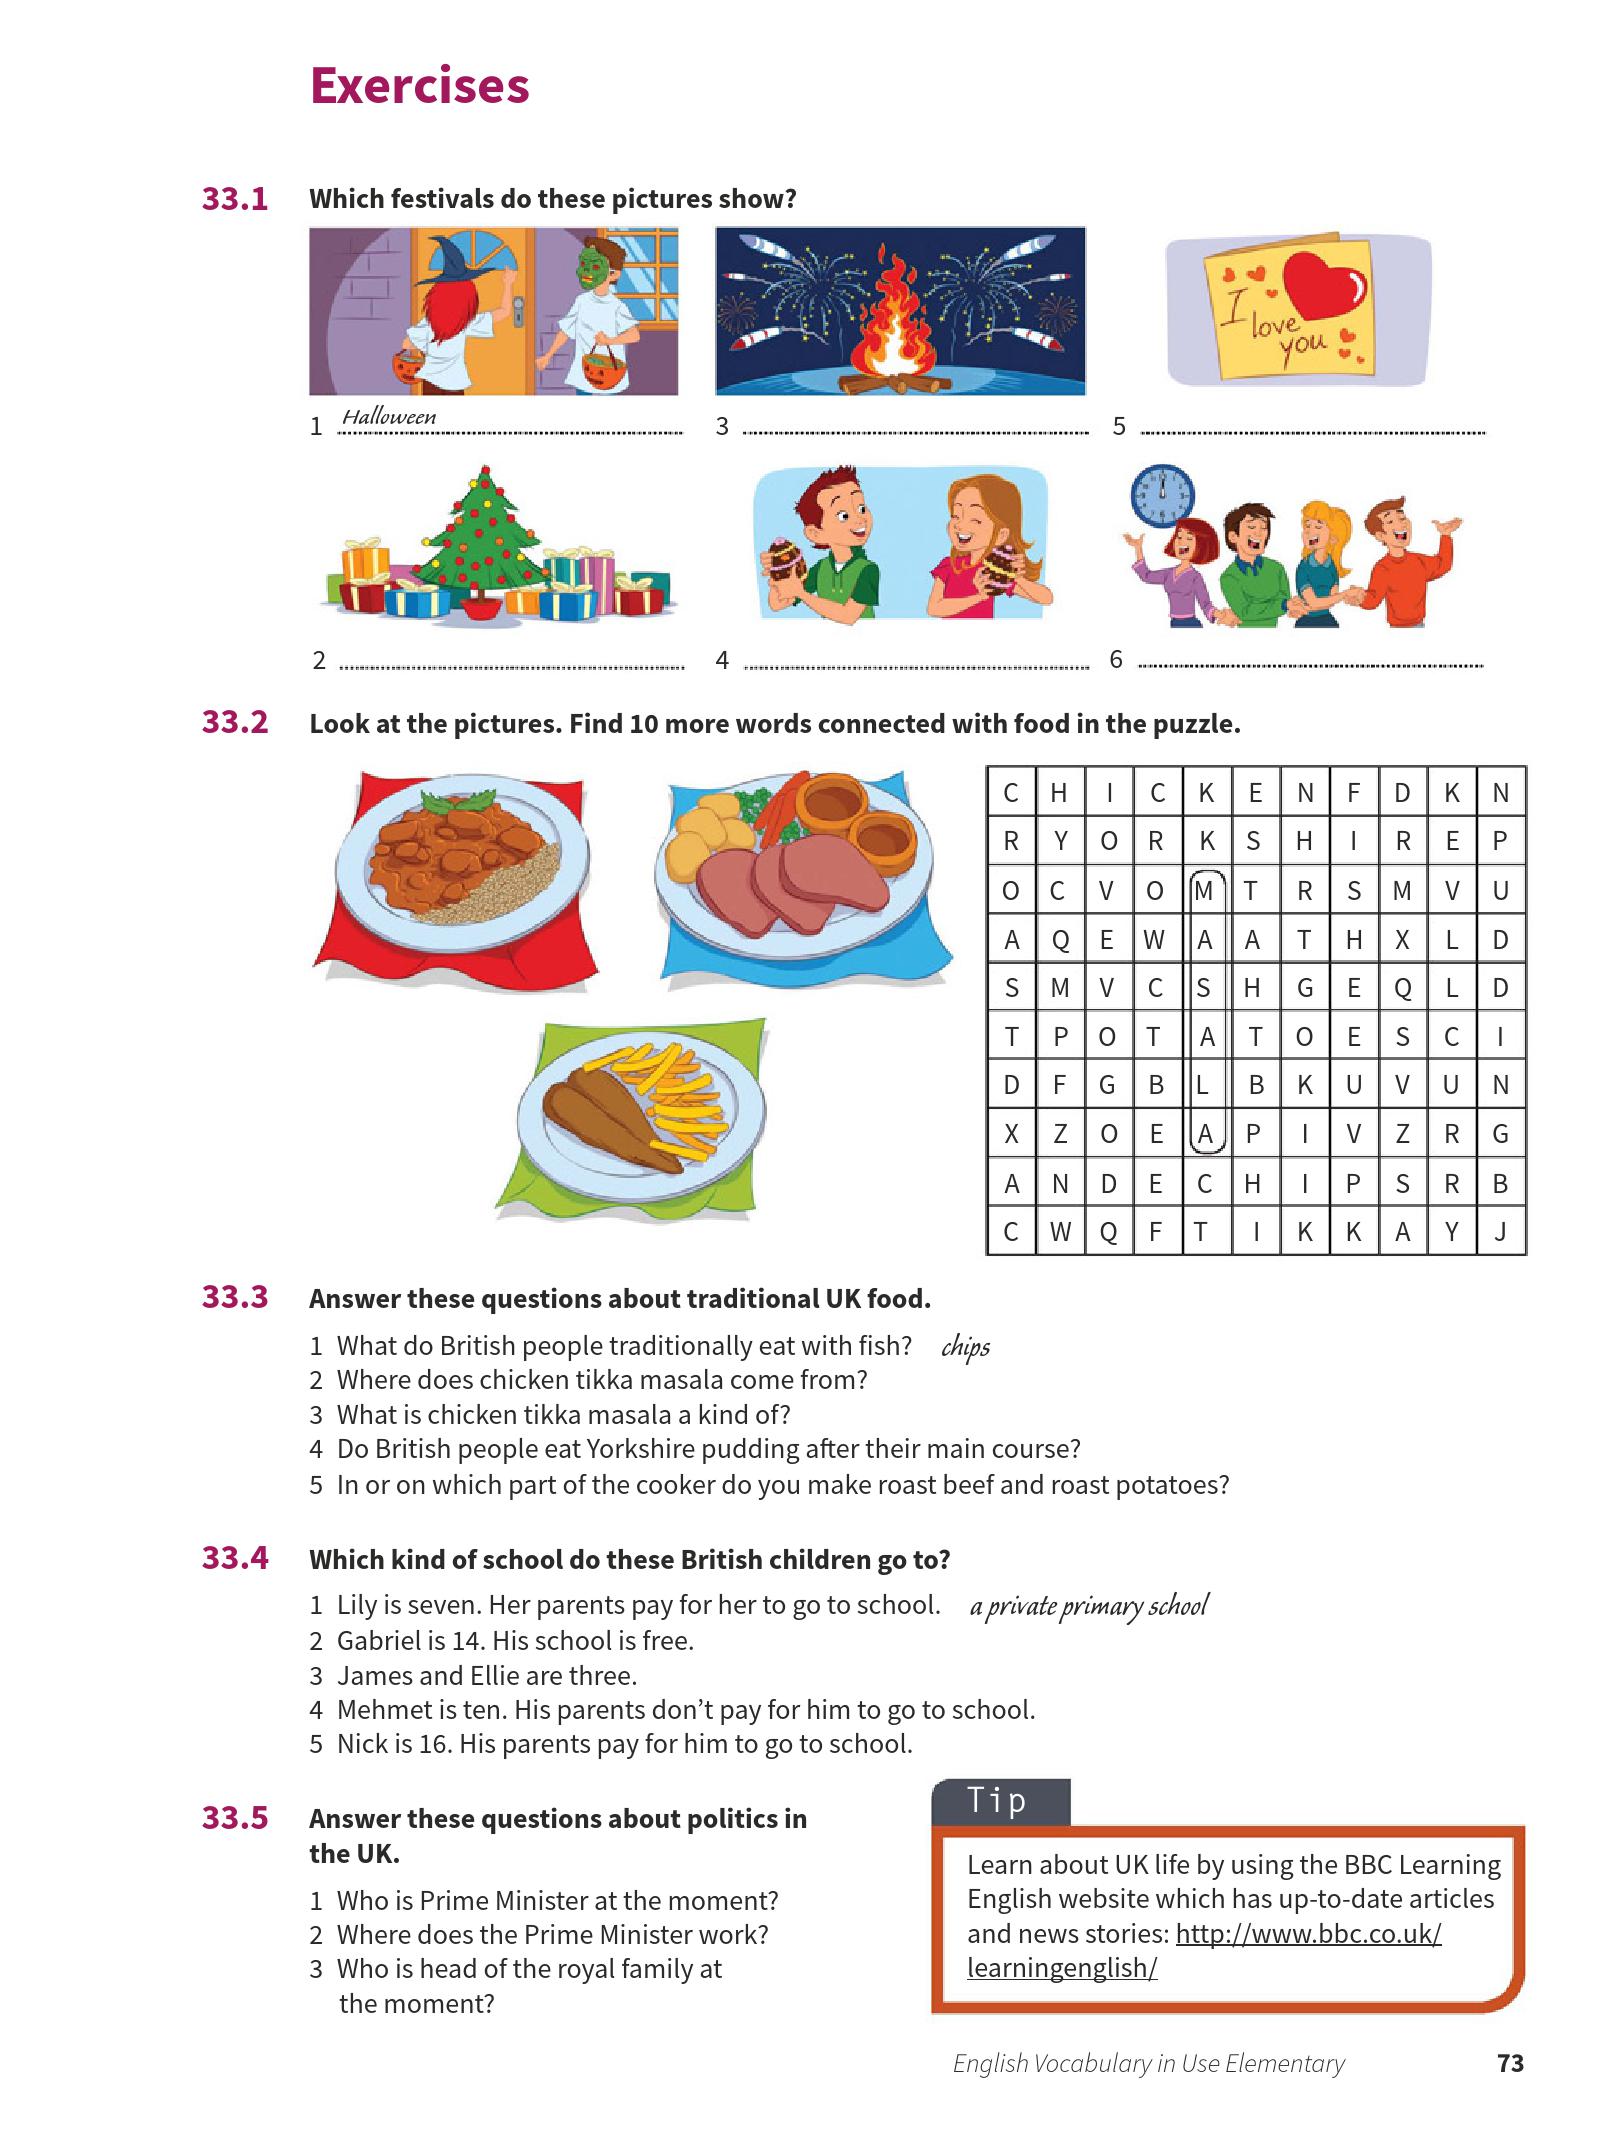 Exercises
33.1 Which festivals do these pictures show?
I love you
1 Halloween
3
5
2
4
6
33.2 Look at the pictures. Find 10 more words connected with food in the puzzle.
C H I C K E N F D K N
R Y O R K S H I R E P
O C V O M T R S M V U
A Q E W A A T H X L D
S M V C S H G E Q L D
T P O T A T O E S C I
D F G B L B K U V U N
X Z O E A P I V Z R G
A N D E C H I P S R B
C W Q F T I K K A Y J
33.3 Answer these questions about traditional UK food.
1 What do British people traditionally eat with fish? chips
2 Where does chicken tikka masala come from?
3 What is chicken tikka masala a kind of?
4 Do British people eat Yorkshire pudding after their main course?
5 In or on which part of the cooker do you make roast beef and roast potatoes?
33.4 Which kind of school do these British children go to?
1 Lily is seven. Her parents pay for her to go to school. a private primary school
2 Gabriel is 14. His school is free.
3 James and Ellie are three.
4 Mehmet is ten. His parents don't pay for him to go to school.
5 Nick is 16. His parents pay for him to go to school.
33.5 Answer these questions about politics in
the UK.
1 Who is Prime Minister at the moment?
2 Where does the Prime Minister work?
3 Who is head of the royal family at
the moment?
Tip
Learn about UK life by using the BBC Learning
English website which has up-to-date articles
and news stories: http://www.bbc.co.uk/
learningenglish/
English Vocabulary in Use Elementary 73